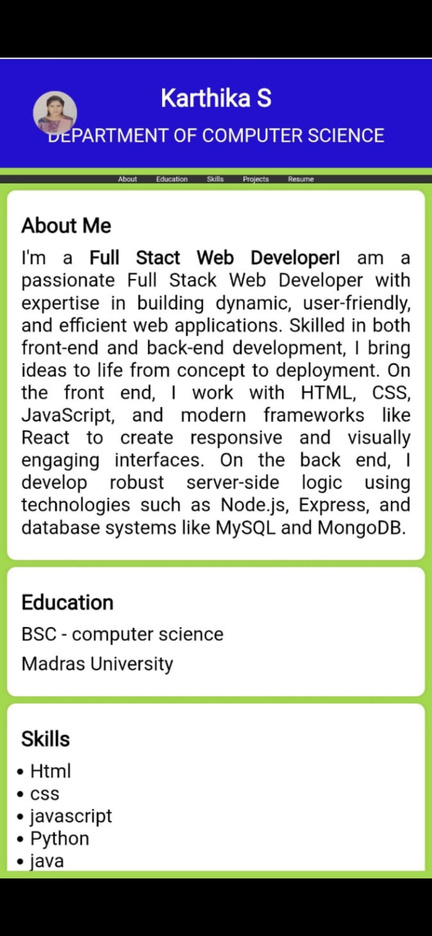 Karthika S
DEPARTMENT OF COMPUTER SCIENCE
About Education Skills Projects Resume
About Me
I'm a Full Stact Web DeveloperI am a
passionate Full Stack Web Developer with
expertise in building dynamic, user-friendly,
and efficient web applications. Skilled in both
front-end and back-end development, I bring
ideas to life from concept to deployment. On
the front end, I work with HTML, CSS,
JavaScript, and modern frameworks like
React to create responsive and visually
engaging interfaces. On the back end, I
develop robust server-side logic using
technologies such as Node.js, Express, and
database systems like MySQL and MongoDB.
Education
BSC - computer science
Madras University
Skills
• Html
• css
• javascript
• Python
• java